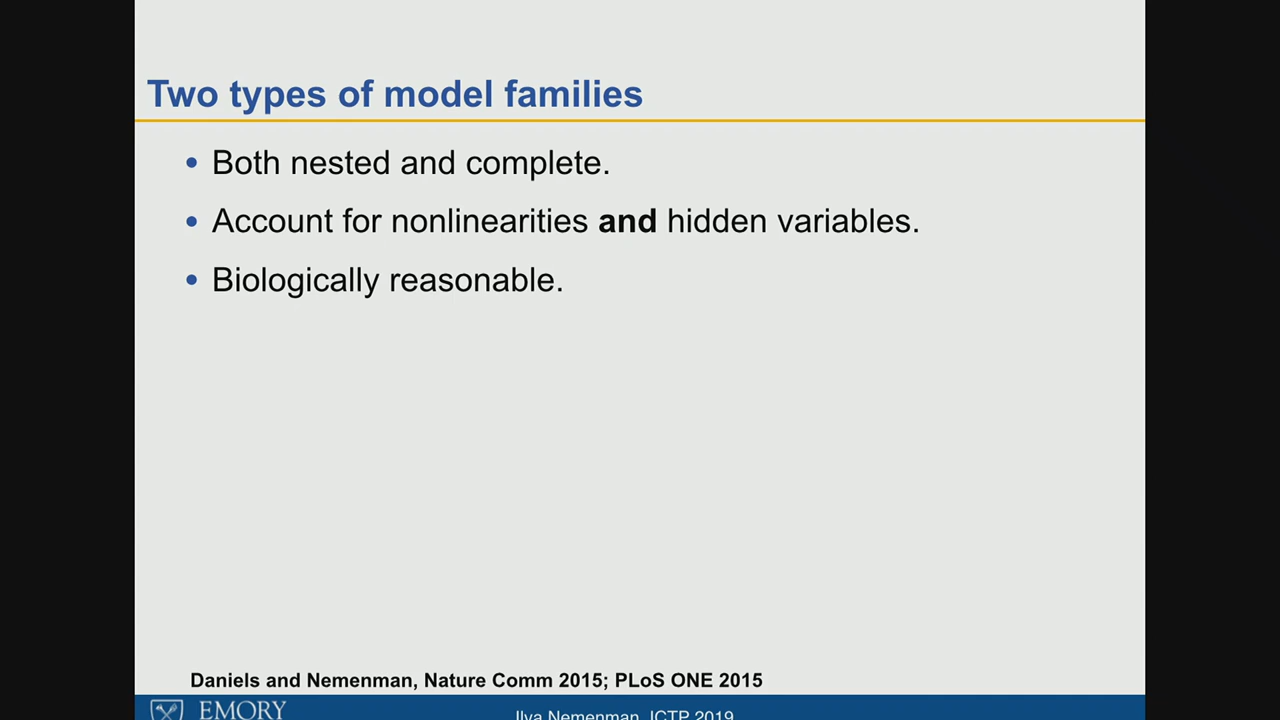 Two types of model families
• Both nested and complete.
• Account for nonlinearities and hidden variables.
• Biologically reasonable.
Daniels and Nemenman, Nature Comm 2015; PLoS ONE 2015
EMORY
Ilya Nemenman, ICTP 2019